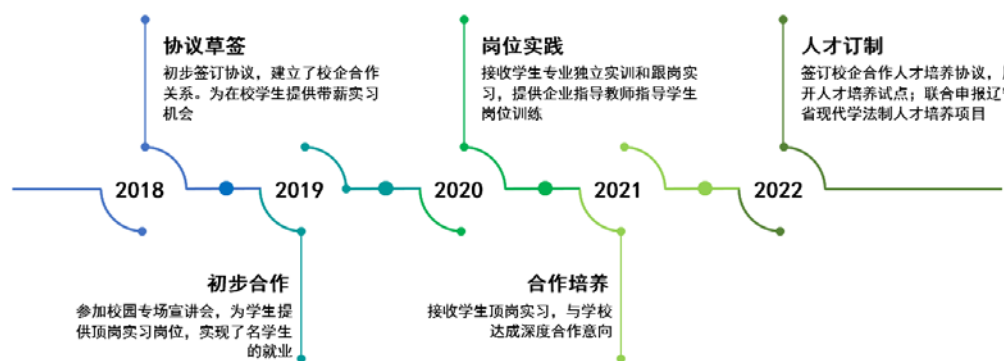 协议草签
初步签订协议，建立了校企合作
关系。为在校学生提供带薪实习
机会
岗位实践
接收学生专业独立实训和跟岗实
习，提供企业指导教师指导学生
岗位训练
人才订制
签订校企合作人才培养协议，
开人才培养试点；联合申报辽
省现代学法制人才培养项目
2018
2019
2020
2021
2022
初步合作
参加校园专场宣讲会，为学生提
供顶岗实习岗位，实现了名学生
的就业
合作培养
接收学生顶岗实习，与学校
达成深度合作意向